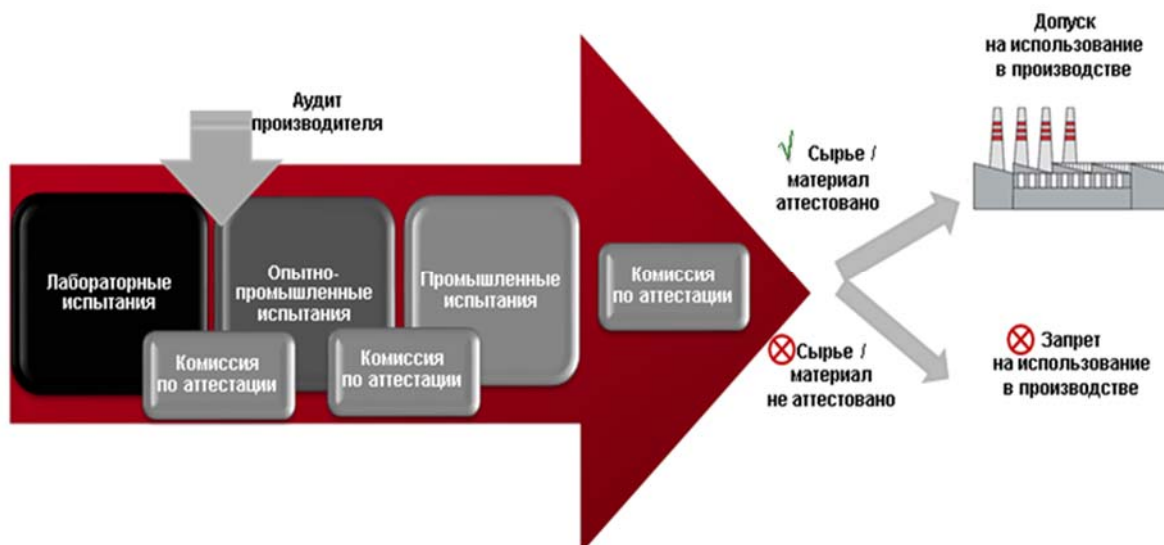 Аудит
производителя
Лабораторные
испытания
Опытно-
промышленные
испытания
Промышленные
испытания
Комиссия
по аттестации
Комиссия
по аттестации
Комиссия
по аттестации
Сырье /
материал
аттестовано
Допуск
на использование
в производстве
Сырье /
материал
не аттестовано
Запрет
на использование
в производстве